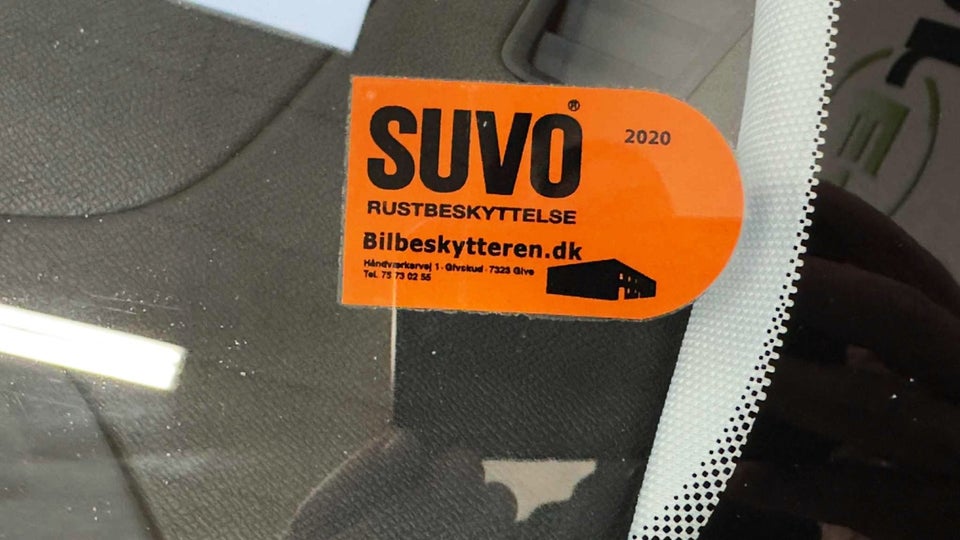 SUVO®
2020
RUSTBESKYTTELSE
Bilbeskytteren.dk
Håndværkervej 1 - Givskud - 7323 Give
Tel. 75 73 02 55